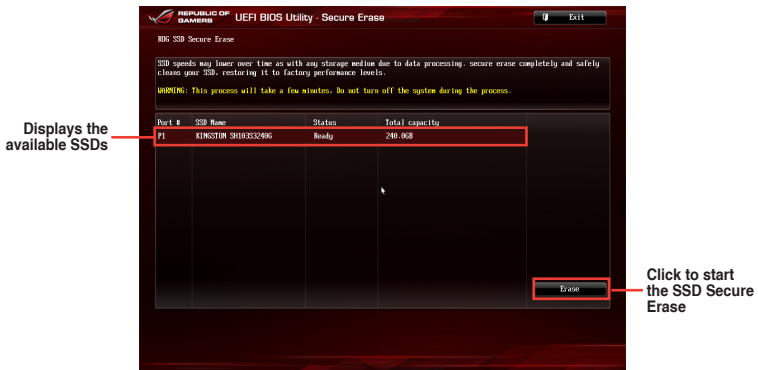 REPUBLIC OF GAMERS UEFI BIOS Utility - Secure Erase
Exit
ROG SSD Secure Erase
SSD speeds may lower over time as with any storage medium due to data processing. secure erase completely and safely
cleans your SSD, restoring it to factory performance levels.
WARNING: This process will take a few minutes. Do not turn off the system during the process.
Port # SSD Name Status Total capacity
P1 KINGSTON SH103S3240G Ready 240.0GB
Displays the
available SSDs
Erase
Click to start
the SSD Secure
Erase